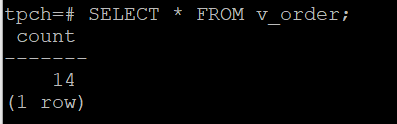 tpch=# SELECT * FROM v_order;
 count
-------
    14
(1 row)